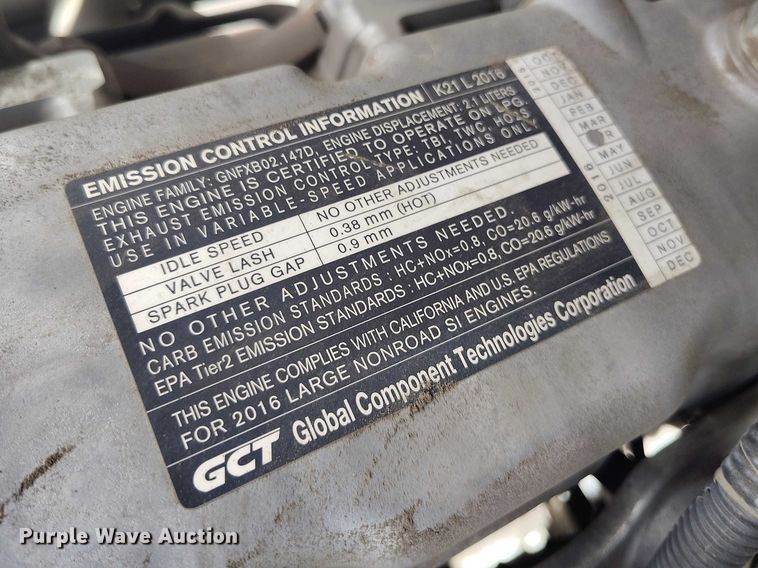 EMISSION CONTROL INFORMATION K21 L 2016
ENGINE FAMILY: GNFXB02.147D, ENGINE DISPLACEMENT: 2.1 LITERS
THIS ENGINE IS CERTIFIED TO OPERATE ON LPG.
EXHAUST EMISSION CONTROL TYPE: TBI, TWC, HO2S
USE IN VARIABLE-SPEED APPLICATIONS ONLY
IDLE SPEED NO OTHER ADJUSTMENTS NEEDED
VALVE LASH 0.38 mm (HOT)
SPARK PLUG GAP 0.9 mm
NO OTHER ADJUSTMENTS NEEDED.
CARB EMISSION STANDARDS : HC+NOx=0.8, CO=20.6 g/kW-hr
EPA Tier2 EMISSION STANDARDS : HC+NOx=0.8, CO=20.6 g/kW-hr
THIS ENGINE COMPLIES WITH CALIFORNIA AND U.S. EPA REGULATIONS
FOR 2016 LARGE NONROAD SI ENGINES.
GCT Global Component Technologies Corporation
OCT
NOV
DEC
2016
JAN
FEB
MAR
MAY
JUN
JUL
AUG
SEP
OCT
NOV
DEC
Purple Wave Auction